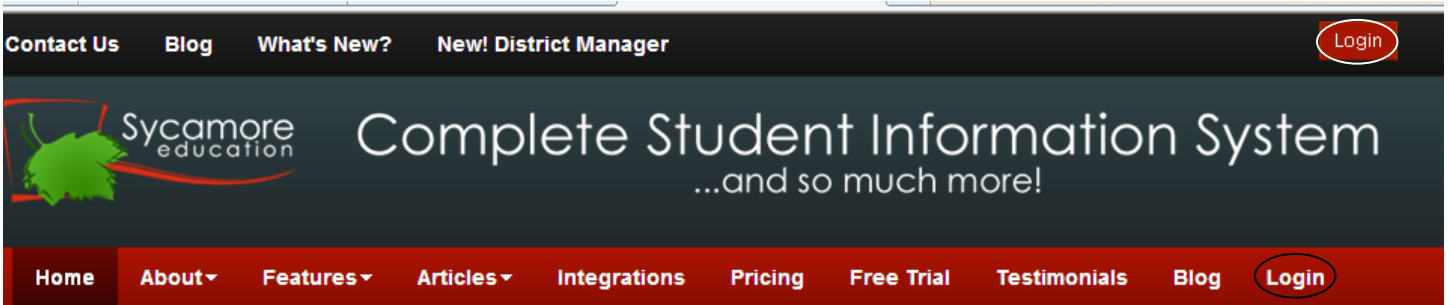 Contact Us Blog What's New? New! District Manager Login
Sycamore education
Complete Student Information System
...and so much more!
Home About Features Articles Integrations Pricing Free Trial Testimonials Blog Login